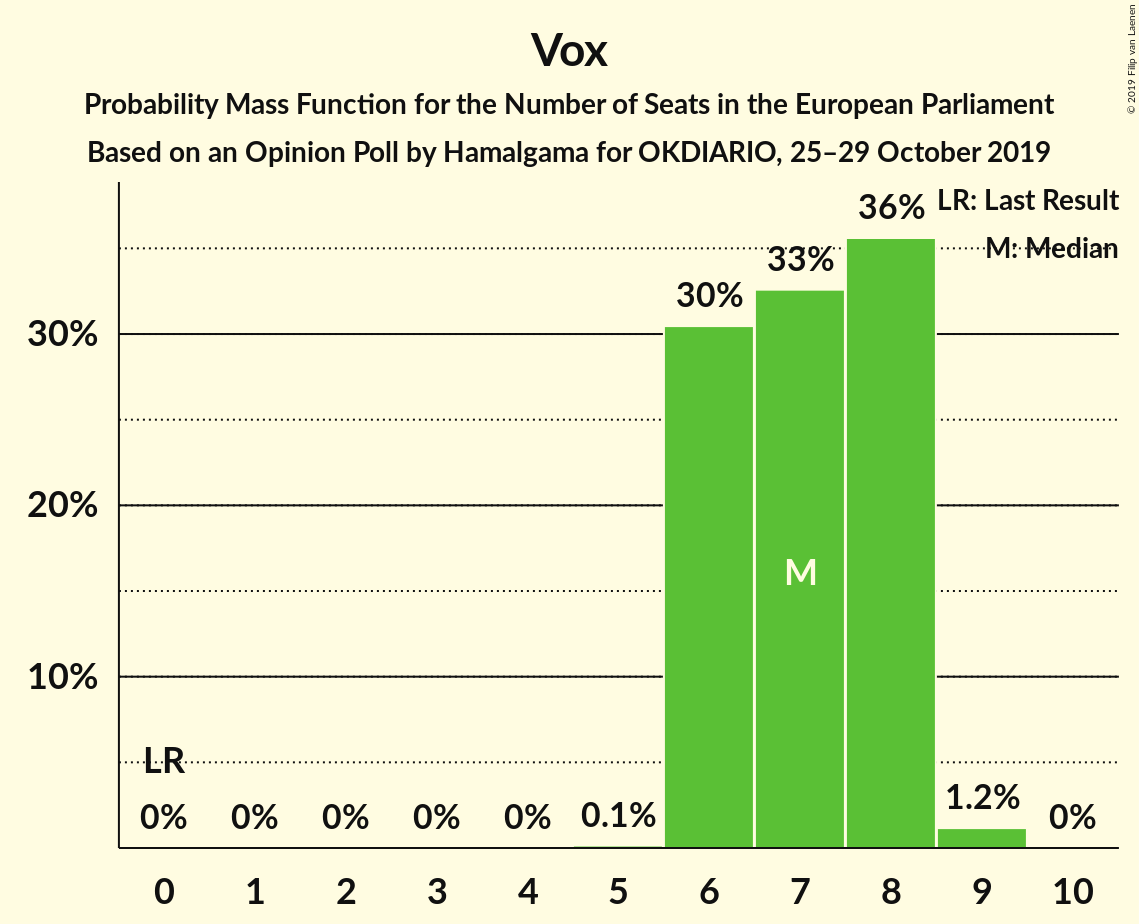 Vox
Probability Mass Function for the Number of Seats in the European Parliament
Based on an Opinion Poll by Hamalgama for OKDIARIO, 25–29 October 2019
© 2019 Filip van Laenen
LR: Last Result
M: Median
36%
33%
30%
30%
20%
10%
M
LR
0%
0%
0%
0%
0%
0.1%
1.2%
0%
0 1 2 3 4 5 6 7 8 9 10